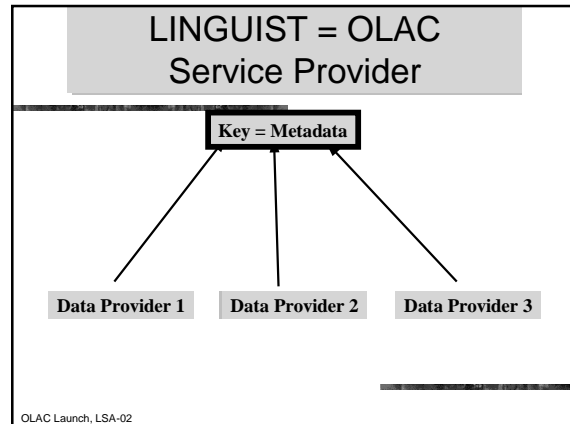 LINGUIST = OLAC
Service Provider
Key = Metadata
Data Provider 1
Data Provider 2
Data Provider 3
OLAC Launch, LSA-02